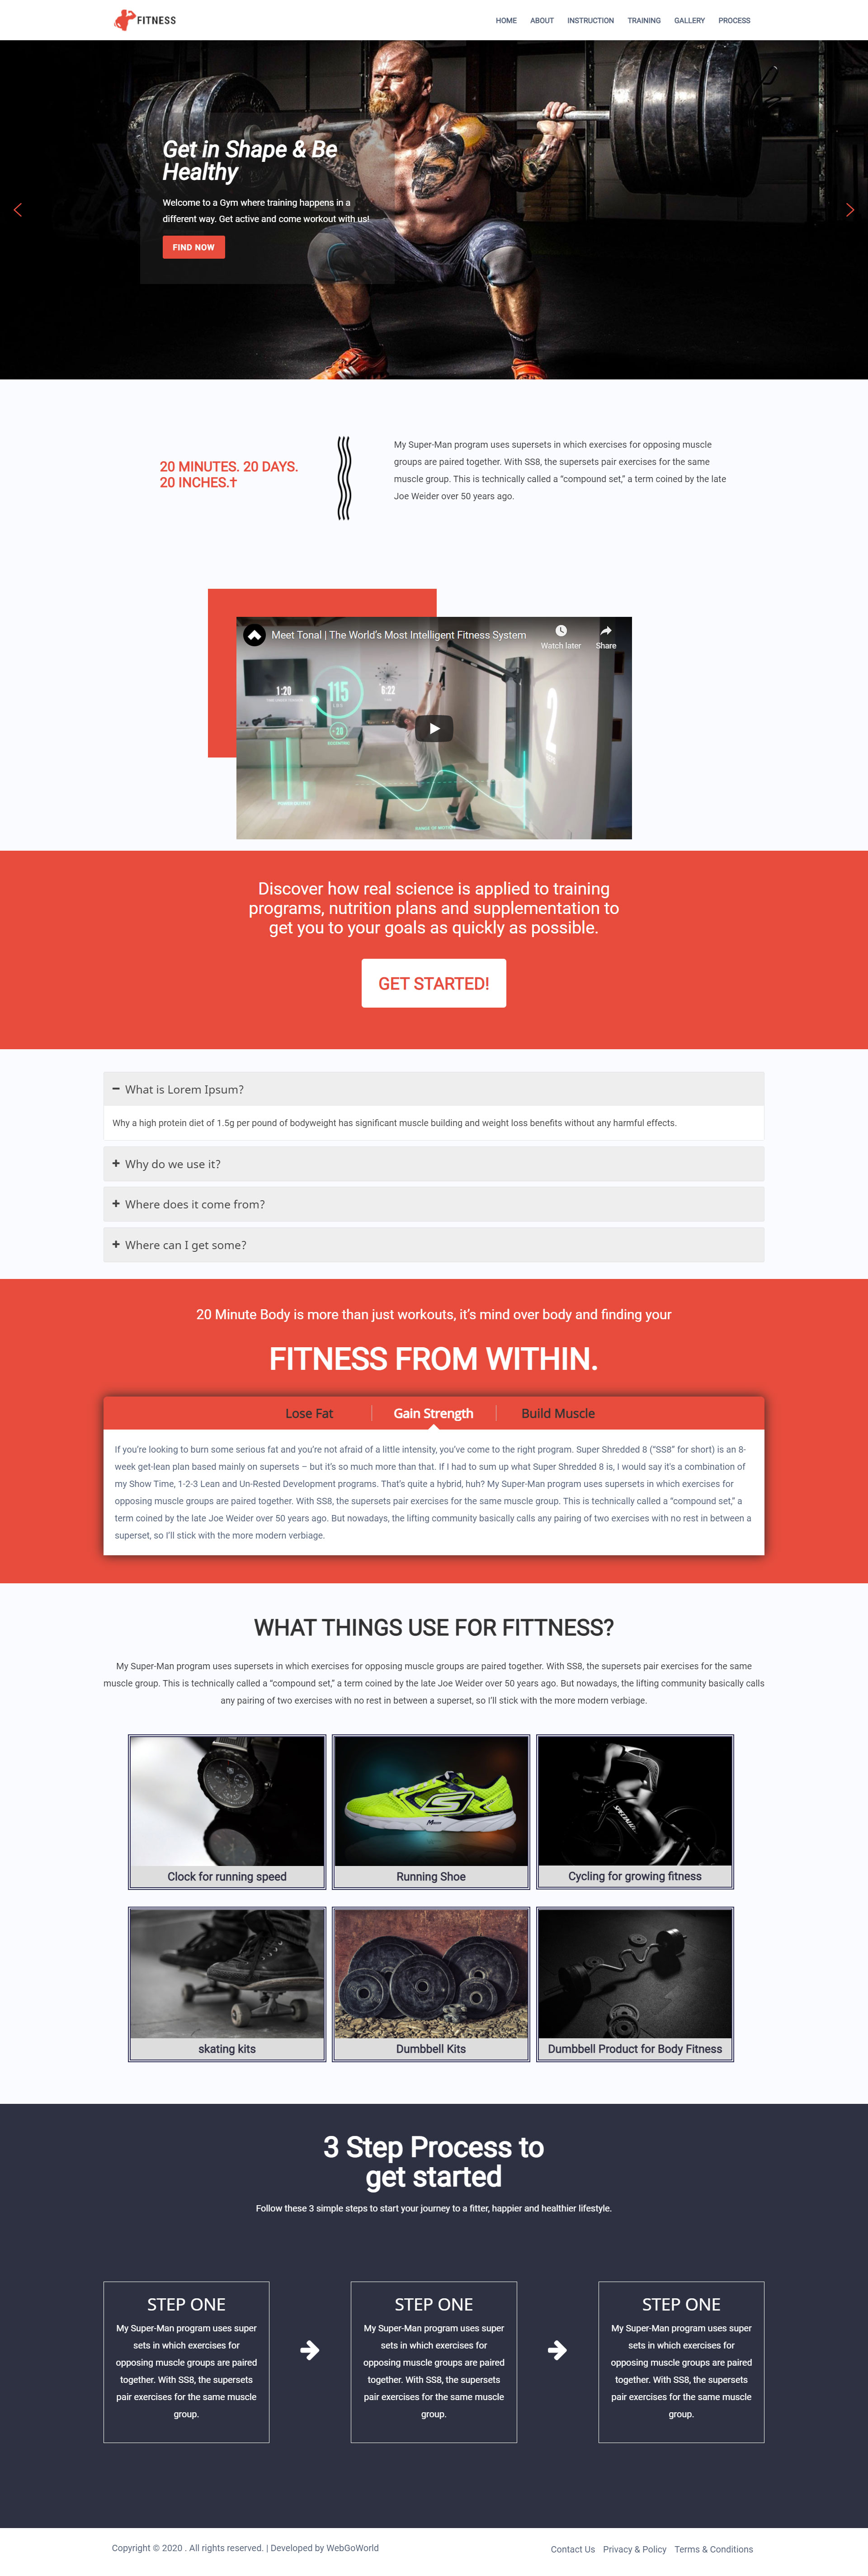 FITNESS
HOME ABOUT INSTRUCTION TRAINING GALLERY PROCESS
Get in Shape & Be
Healthy
Welcome to a Gym where training happens in a
different way. Get active and come workout with us!
FIND NOW
20 MINUTES. 20 DAYS.
20 INCHES.†
My Super-Man program uses supersets in which exercises for opposing muscle
groups are paired together. With SS8, the supersets pair exercises for the same
muscle group. This is technically called a “compound set,” a term coined by the late
Joe Weider over 50 years ago.
Meet Tonal | The World's Most Intelligent Fitness System
Watch later Share
1:20
115
6:22
20
2
Discover how real science is applied to training
programs, nutrition plans and supplementation to
get you to your goals as quickly as possible.
GET STARTED!
What is Lorem Ipsum?
Why a high protein diet of 1.5g per pound of bodyweight has significant muscle building and weight loss benefits without any harmful effects.
Why do we use it?
Where does it come from?
Where can I get some?
20 Minute Body is more than just workouts, it’s mind over body and finding your
FITNESS FROM WITHIN.
Lose Fat Gain Strength Build Muscle
If you’re looking to burn some serious fat and you’re not afraid of a little intensity, you’ve come to the right program. Super Shredded 8 (“SS8” for short) is an 8-
week get-lean plan based mainly on supersets – but it’s so much more than that. If I had to sum up what Super Shredded 8 is, I would say it’s a combination of
my Show Time, 1-2-3 Lean and Un-Rested Development programs. That’s quite a hybrid, huh? My Super-Man program uses supersets in which exercises for
opposing muscle groups are paired together. With SS8, the supersets pair exercises for the same muscle group. This is technically called a “compound set,” a
term coined by the late Joe Weider over 50 years ago. But nowadays, the lifting community basically calls any pairing of two exercises with no rest in between a
superset, so I’ll stick with the more modern verbiage.
WHAT THINGS USE FOR FITTNESS?
My Super-Man program uses supersets in which exercises for opposing muscle groups are paired together. With SS8, the supersets pair exercises for the same
muscle group. This is technically called a “compound set,” a term coined by the late Joe Weider over 50 years ago. But nowadays, the lifting community basically calls
any pairing of two exercises with no rest in between a superset, so I’ll stick with the more modern verbiage.
Clock for running speed
Running Shoe
Cycling for growing fitness
skating kits
Dumbbell Kits
Dumbbell Product for Body Fitness
3 Step Process to
get started
Follow these 3 simple steps to start your journey to a fitter, happier and healthier lifestyle.
STEP ONE
My Super-Man program uses super
sets in which exercises for
opposing muscle groups are paired
together. With SS8, the supersets
pair exercises for the same muscle
group.
STEP ONE
My Super-Man program uses super
sets in which exercises for
opposing muscle groups are paired
together. With SS8, the supersets
pair exercises for the same muscle
group.
STEP ONE
My Super-Man program uses super
sets in which exercises for
opposing muscle groups are paired
together. With SS8, the supersets
pair exercises for the same muscle
group.
Copyright © 2020 . All rights reserved. | Developed by WebGoWorld
Contact Us Privacy & Policy Terms & Conditions